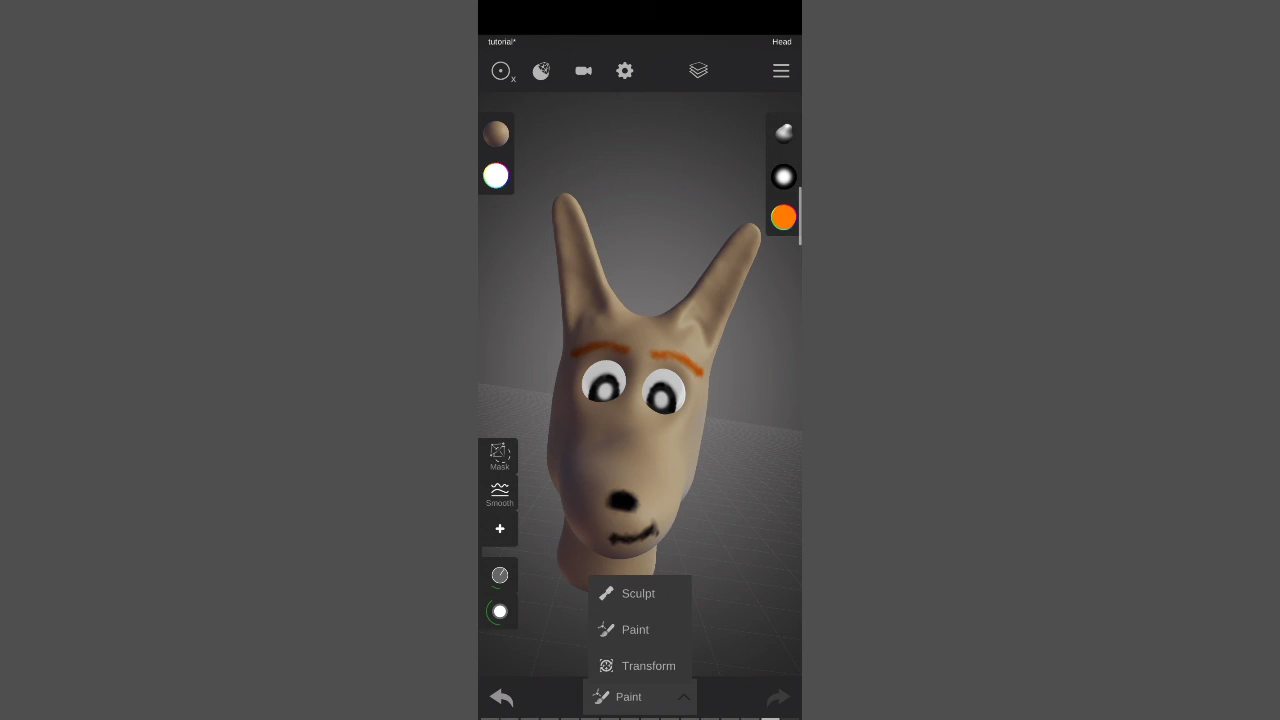 tutorial*
Head
x
Mask
Smooth
Sculpt
Paint
Transform
Paint